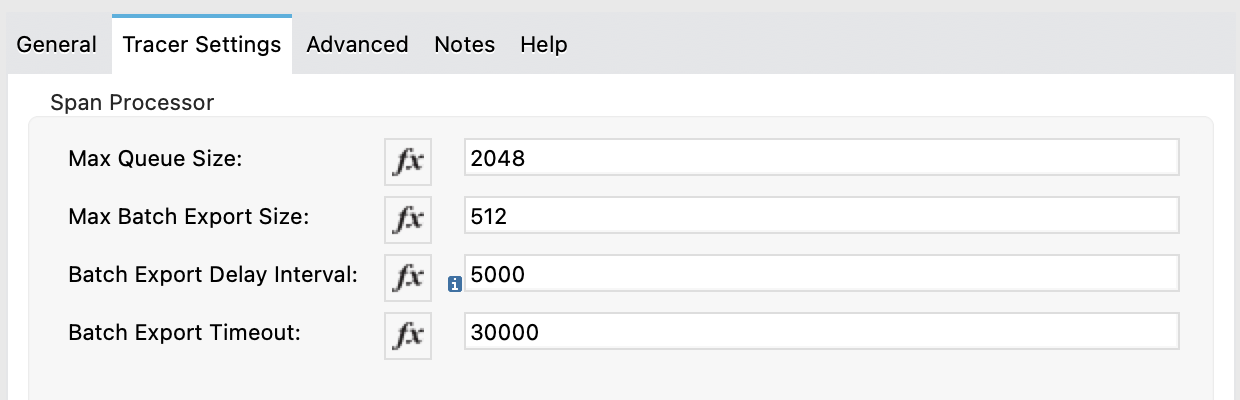 General Tracer Settings Advanced Notes Help
Span Processor
Max Queue Size: fx 2048
Max Batch Export Size: fx 512
Batch Export Delay Interval: fx i 5000
Batch Export Timeout: fx 30000